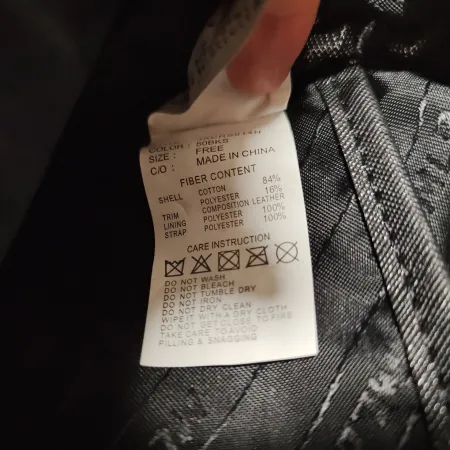 COLOR : 50BKS
SIZE : FREE
C/O : MADE IN CHINA
FIBER CONTENT
SHELL COTTON 84%
POLYESTER 16%
TRIM COMPOSITION LEATHER
LINING POLYESTER 100%
STRAP POLYESTER 100%
CARE INSTRUCTION
DO NOT WASH
DO NOT BLEACH
DO NOT TUMBLE DRY
DO NOT IRON
DO NOT DRY CLEAN
WIPE IT WITH A DRY CLOTH
DO NOT GET CLOSE TO FIRE
TAKE CARE TO AVOID
PILLING & SNAGGING